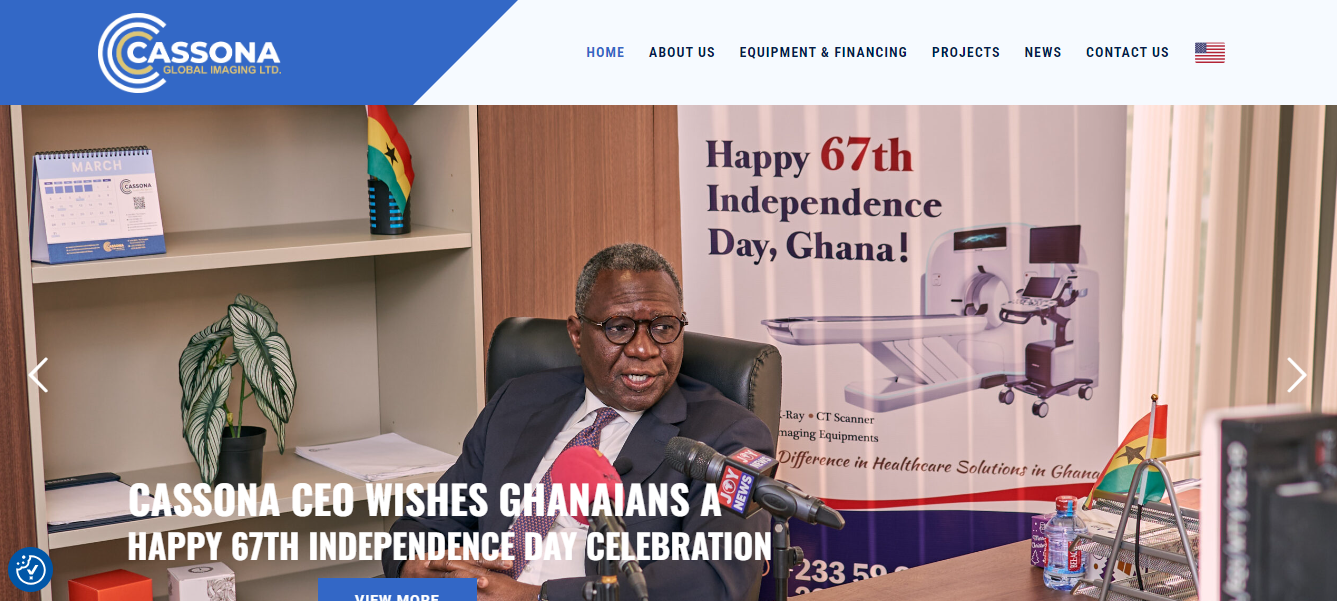 CASSONA
GLOBAL IMAGING LTD.
HOME
ABOUT US
EQUIPMENT & FINANCING
PROJECTS
NEWS
CONTACT US
MARCH
CASSONA
Happy 67th
Independence
Day, Ghana!
X-Ray • CT Scanner
maging Equipments
Difference in Healthcare Solutions in Ghana
JOY
JOY
NEWS
CASSONA CEO WISHES GHANAIANS A
HAPPY 67TH INDEPENDENCE DAY CELEBRATION
233 59
VIEW MORE